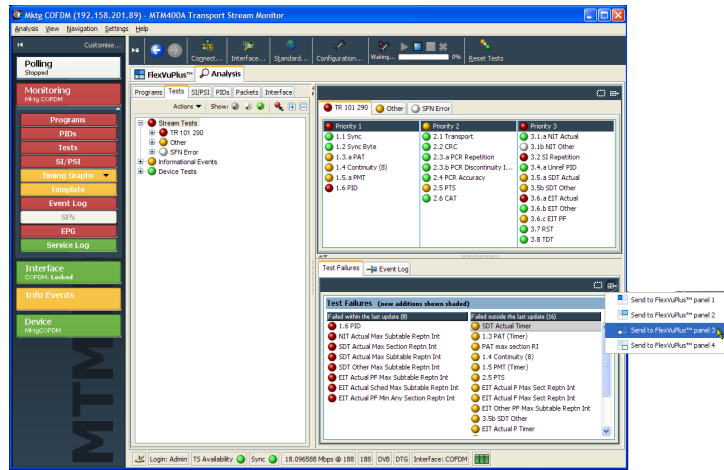 Mktg COFDM (192.158.201.89) - MTM400A Transport Stream Monitor
Analysis View Navigation Settings Help
Customise...
Connect... Interface... Standard... Configuration... Waiting... 0% Reset Tests
Polling
Stopped
FlexVuPlus™ Analysis
Monitoring
Mktg COFDM
Programs
PIDs
Tests
SI/PSI
Timing Graphs
Template
Event Log
SFN
EPG
Service Log
Interface
COFDM: Locked
Info Events
Device
MktgCOFDM
MTM
Programs Tests SI/PSI PIDs Packets Interface
Actions Show:
Stream Tests
TR 101 290
Other
SFN Error
Informational Events
Device Tests
TR 101 290 Other SFN Error
Priority 1
1.1 Sync
1.2 Sync Byte
1.3.a PAT
1.4 Continuity (8)
1.5.a PMT
1.6 PID
Priority 2
2.1 Transport
2.2 CRC
2.3.a PCR Repetition
2.3.b PCR Discontinuity I...
2.4 PCR Accuracy
2.5 PTS
2.6 CAT
Priority 3
3.1.a NIT Actual
3.1b NIT Other
3.2 SI Repetition
3.4.a Unref PID
3.5.a SDT Actual
3.5b SDT Other
3.6.a EIT Actual
3.6.b EIT Other
3.6.c EIT PF
3.7 RST
3.8 TDT
Test Failures Event Log
Test Failures (new additions shown shaded)
Failed within the last update (8)
1.6 PID
NIT Actual Max Subtable Reptn Int
SDT Actual Max Section Reptn Int
SDT Actual Max Subtable Reptn Int
SDT Other Max Subtable Reptn Int
EIT Actual PF Max Subtable Reptn Int
EIT Actual Sched Max Subtable Reptn Int
EIT Actual PF Min Any Section Reptn Int
Failed outside the last update (16)
SDT Actual Timer
1.3 PAT (Timer)
PAT max section RI
1.4 Continuity (8)
1.5 PMT (Timer)
2.5 PTS
EIT Actual P Max Sect Reptn Int
EIT Actual F Max Sect Reptn Int
EIT Other PF Max Subtable Reptn Int
3.5b SDT Other
EIT Actual P Timer
Send to FlexVuPlus™ panel 1
Send to FlexVuPlus™ panel 2
Send to FlexVuPlus™ panel 3
Send to FlexVuPlus™ panel 4
Login: Admin TS Availability Sync 18.096588 Mbps @ 188 188 DVB DTG Interface: COFDM